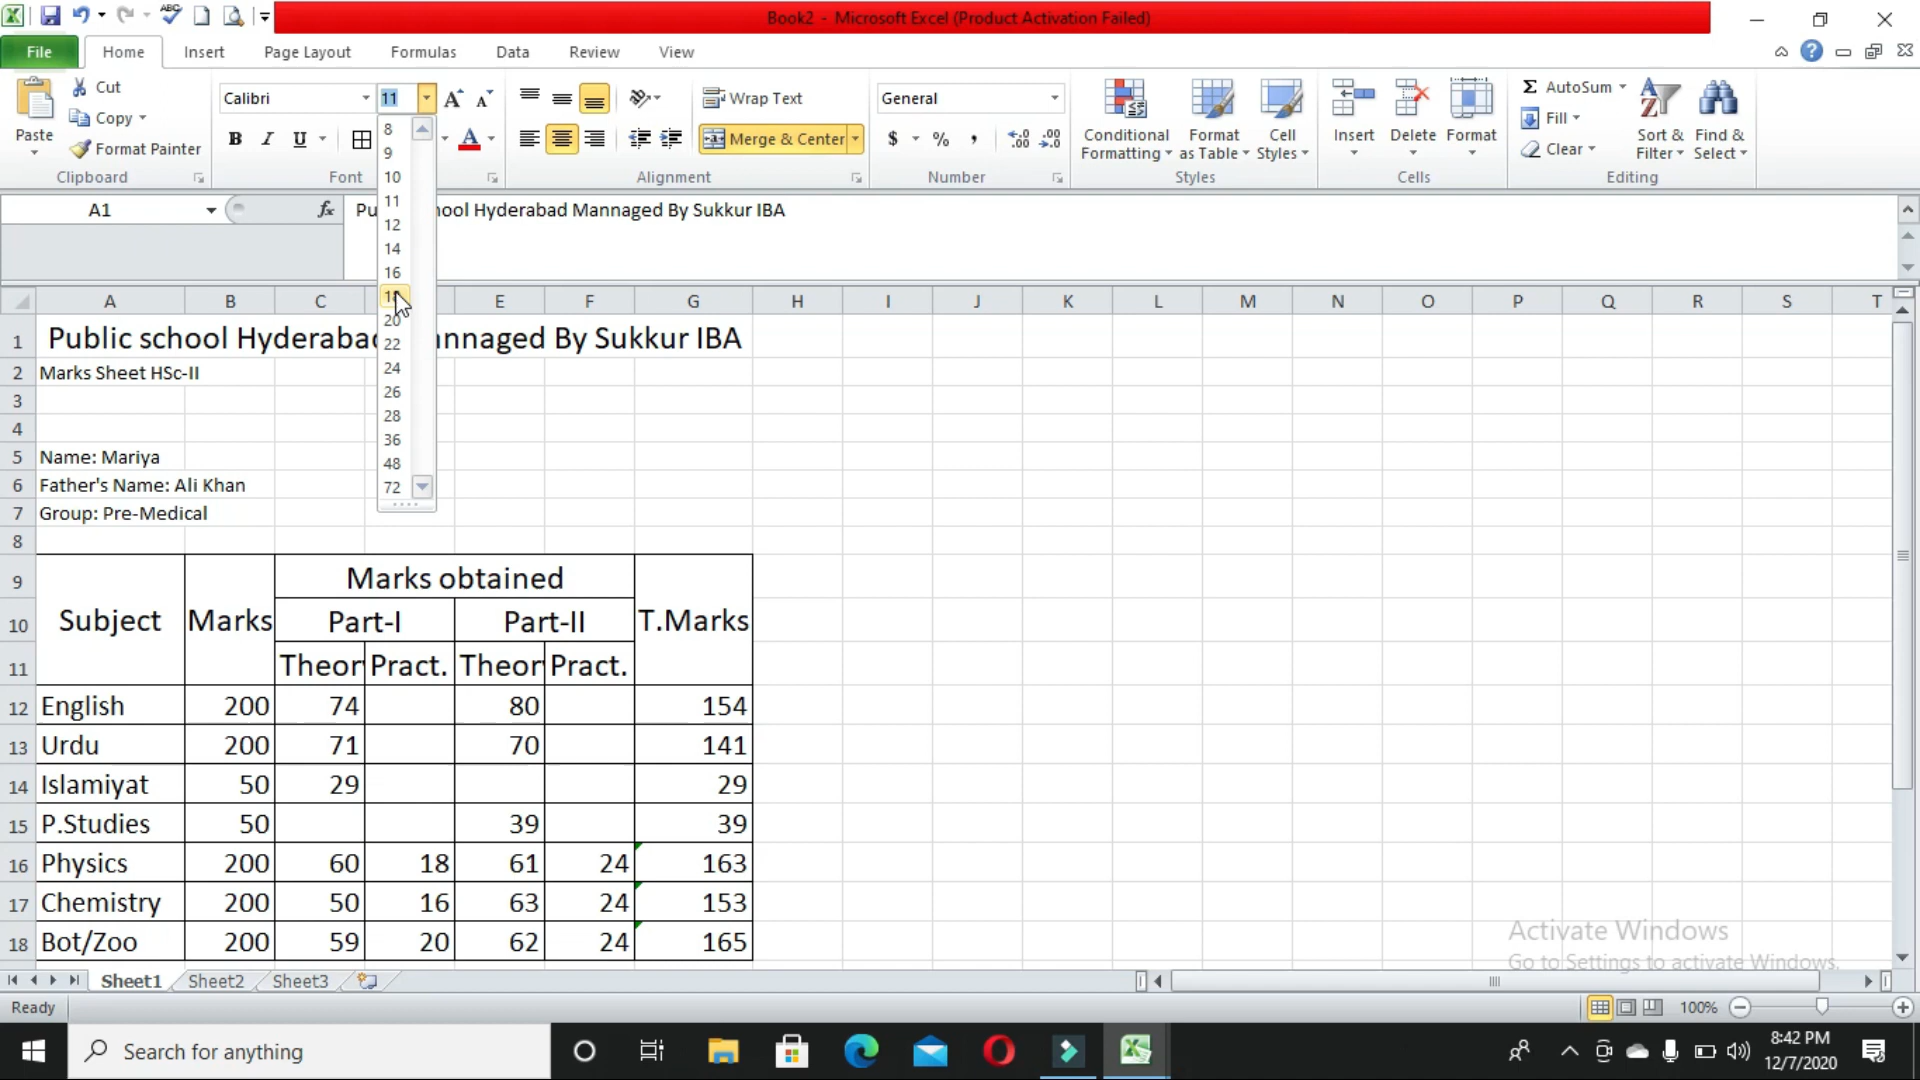 Book2 - Microsoft Excel (Product Activation Failed)
File Home Insert Page Layout Formulas Data Review View
Paste Cut Copy Format Painter Clipboard
Calibri 11 Font
Wrap Text Merge & Center Alignment
General $ % , Number
Conditional Formatting Format as Table Cell Styles Styles
Insert Delete Format Cells
AutoSum Fill Clear Sort & Filter Find & Select Editing
A1 fx hool Hyderabad Mannaged By Sukkur IBA
8
9
10
11
12
14
16
20
22
24
26
28
36
48
72
A B C E F G H I J K L M N O P Q R S T
1 Public school Hyderabad Mannaged By Sukkur IBA
2 Marks Sheet HSc-II
3
4
5 Name: Mariya
6 Father's Name: Ali Khan
7 Group: Pre-Medical
8
9 Marks obtained
10 Subject Marks Part-I Part-II T.Marks
11 Theor Pract. Theor Pract.
12 English 200 74 80 154
13 Urdu 200 71 70 141
14 Islamiyat 50 29 29
15 P.Studies 50 39 39
16 Physics 200 60 18 61 24 163
17 Chemistry 200 50 16 63 24 153
18 Bot/Zoo 200 59 20 62 24 165
Activate Windows
Go to Settings to activate Windows.
Sheet1 Sheet2 Sheet3
Ready 100%
Search for anything
8:42 PM
12/7/2020